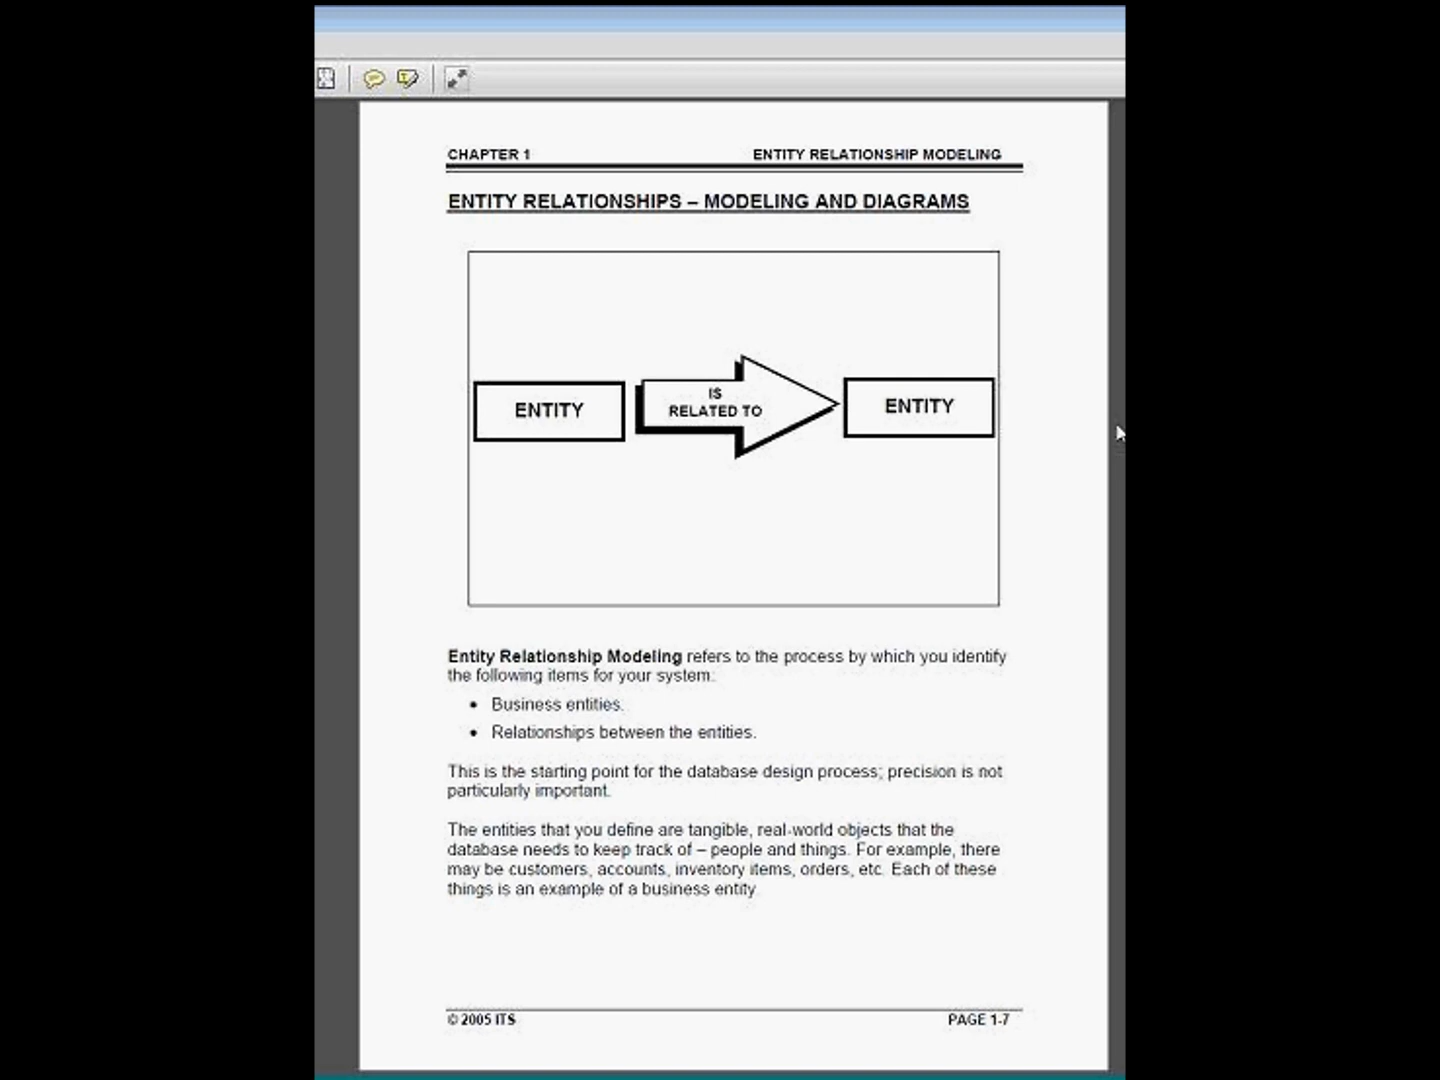 CHAPTER 1 ENTITY RELATIONSHIP MODELING
ENTITY RELATIONSHIPS – MODELING AND DIAGRAMS
ENTITY
IS
RELATED TO
ENTITY
Entity Relationship Modeling refers to the process by which you identify
the following items for your system:
• Business entities.
• Relationships between the entities.
This is the starting point for the database design process; precision is not
particularly important.
The entities that you define are tangible, real-world objects that the
database needs to keep track of – people and things. For example, there
may be customers, accounts, inventory items, orders, etc. Each of these
things is an example of a business entity.
© 2005 ITS PAGE 1-7